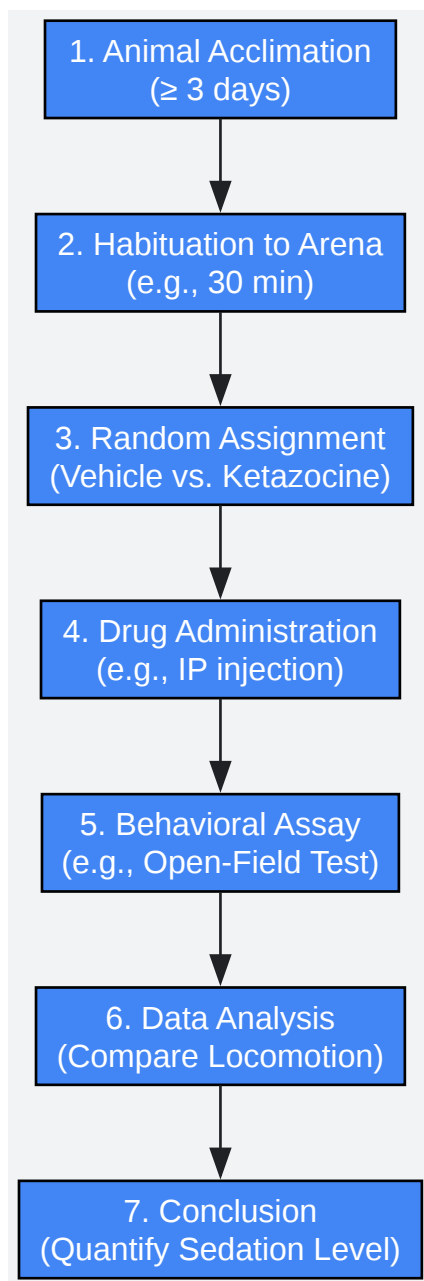 1. Animal Acclimation
(≥ 3 days)
2. Habituation to Arena
(e.g., 30 min)
3. Random Assignment
(Vehicle vs. Ketazocine)
4. Drug Administration
(e.g., IP injection)
5. Behavioral Assay
(e.g., Open-Field Test)
6. Data Analysis
(Compare Locomotion)
7. Conclusion
(Quantify Sedation Level)